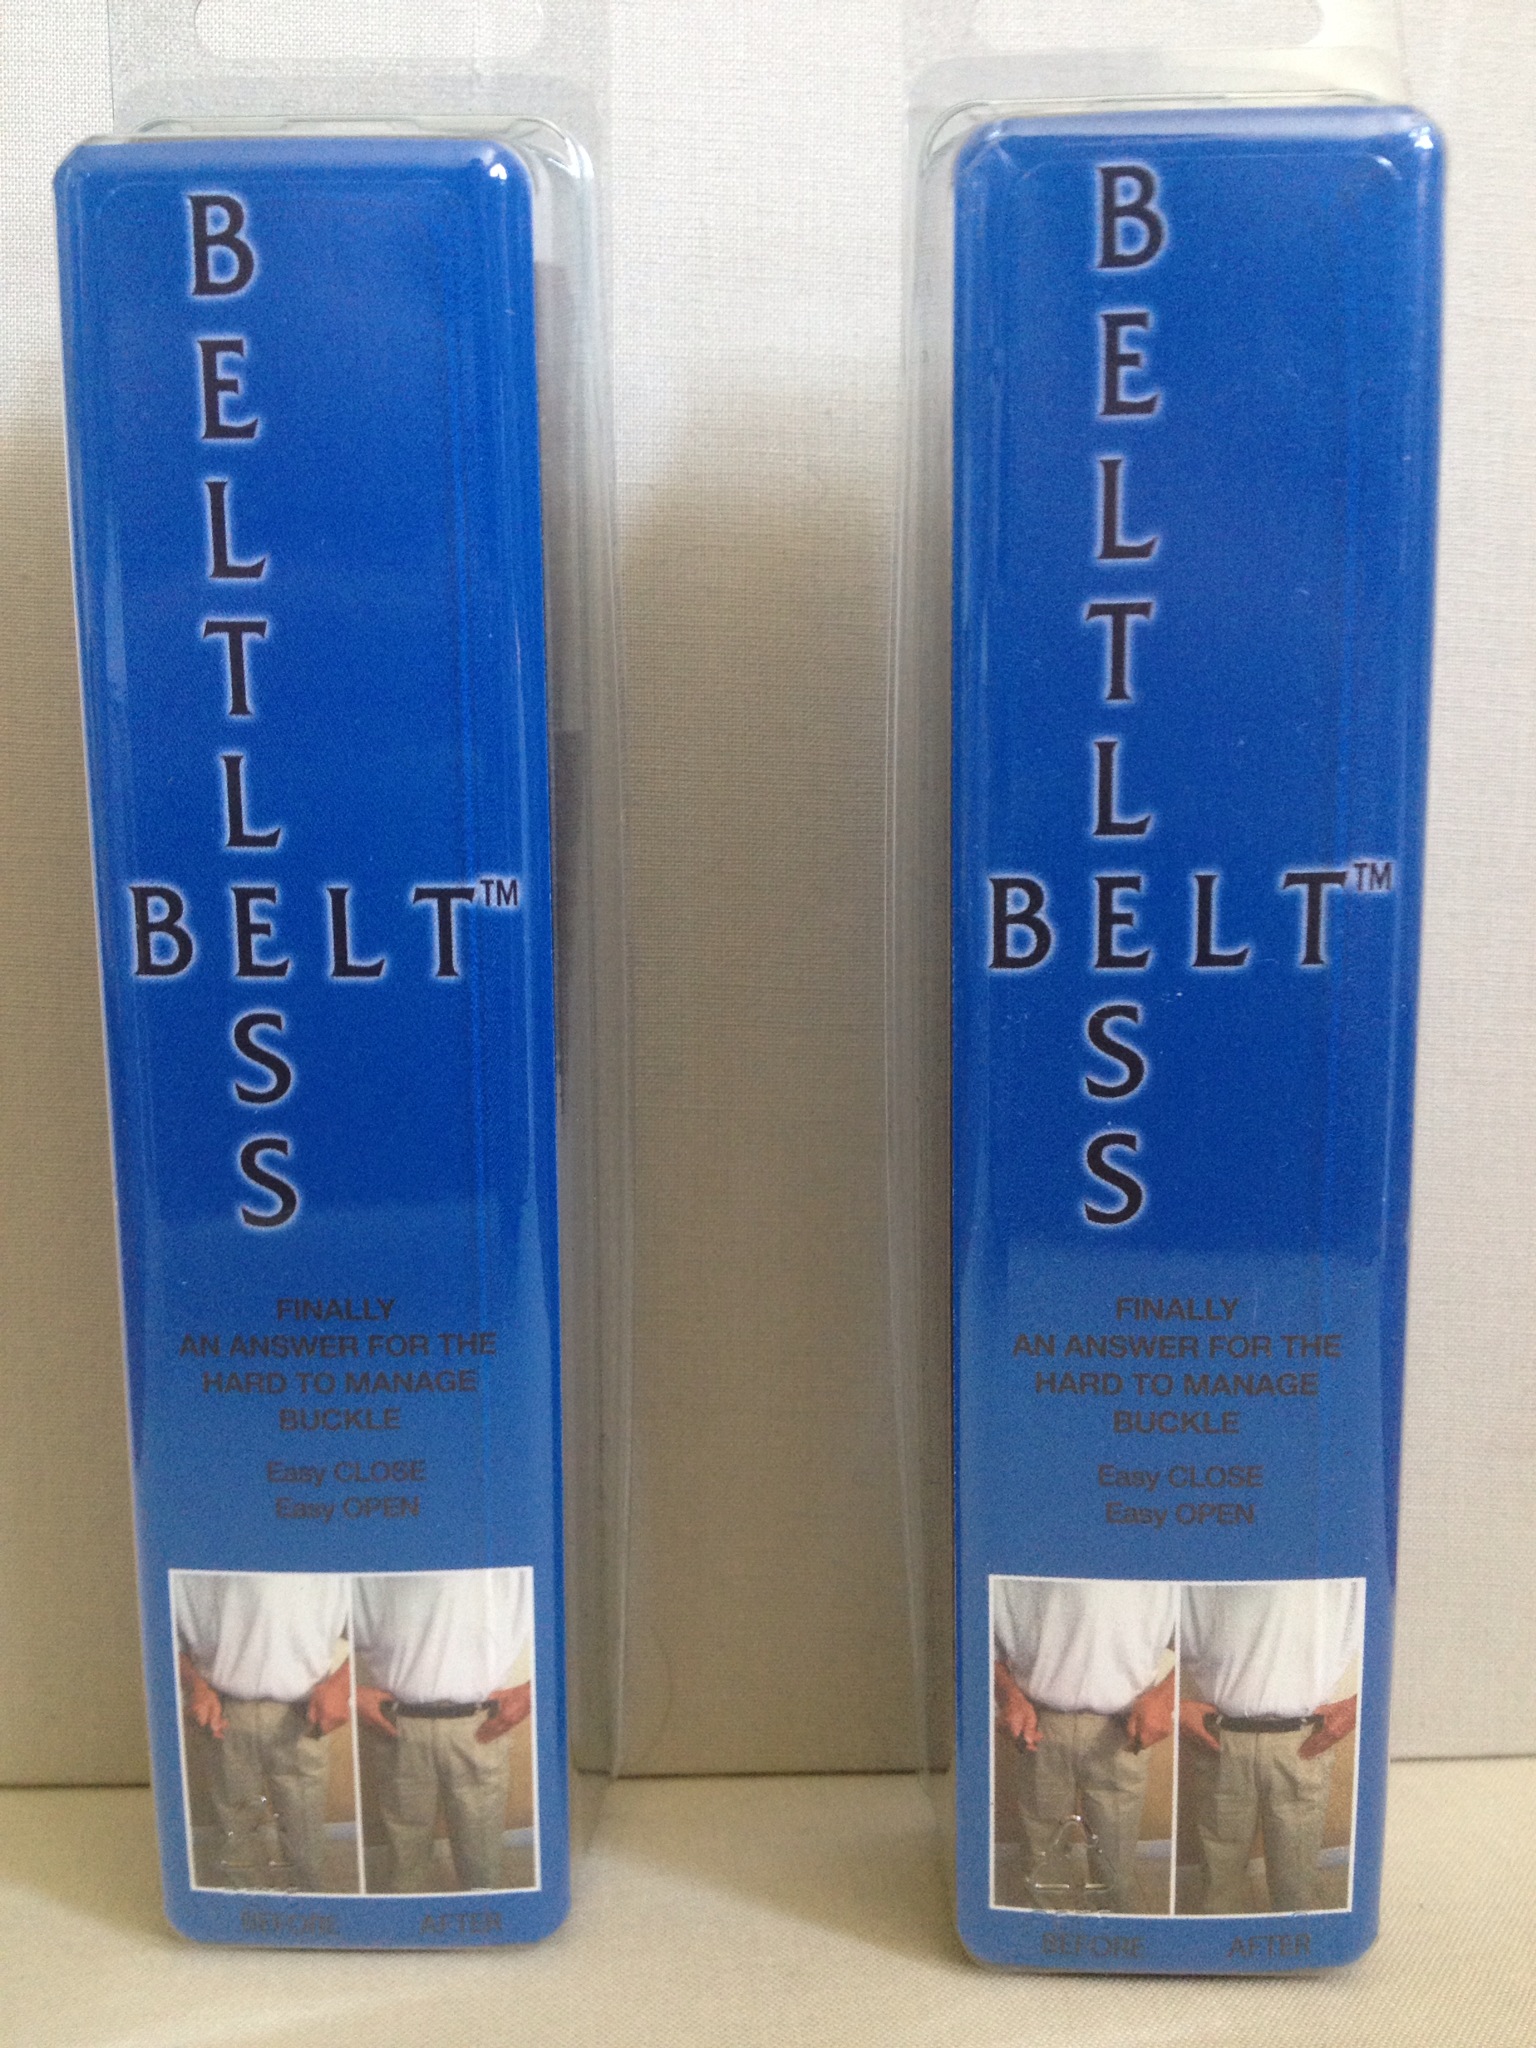 BELTLESS
BELT™
FINALLY
AN ANSWER FOR THE
HARD TO MANAGE
BUCKLE
Easy CLOSE
Easy OPEN
BEFORE AFTER
BELTLESS
BELT™
FINALLY
AN ANSWER FOR THE
HARD TO MANAGE
BUCKLE
Easy CLOSE
Easy OPEN
BEFORE AFTER